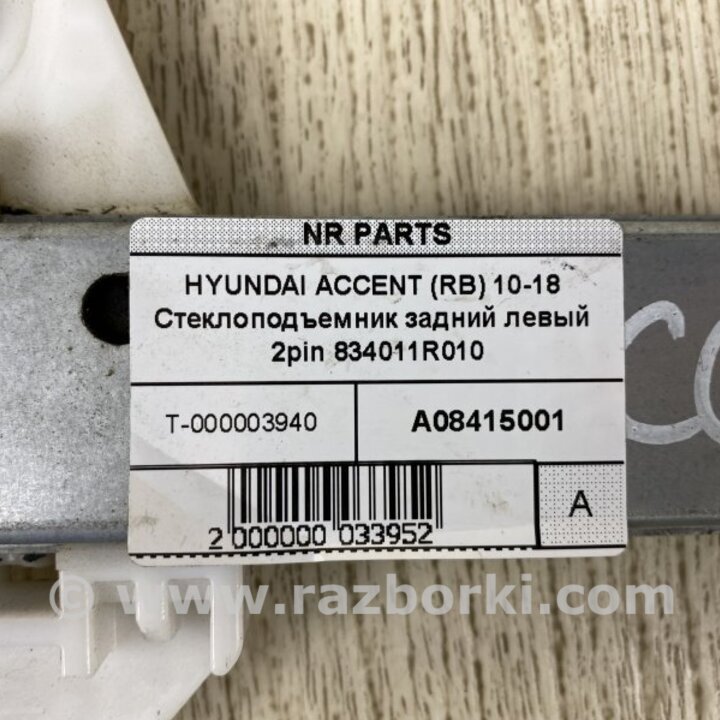 NR PARTS
HYUNDAI ACCENT (RB) 10-18
Стеклоподъемник задний левый
2pin 834011R010
T-000003940
A08415001
A
2 000000 033952
© www.razborki.com